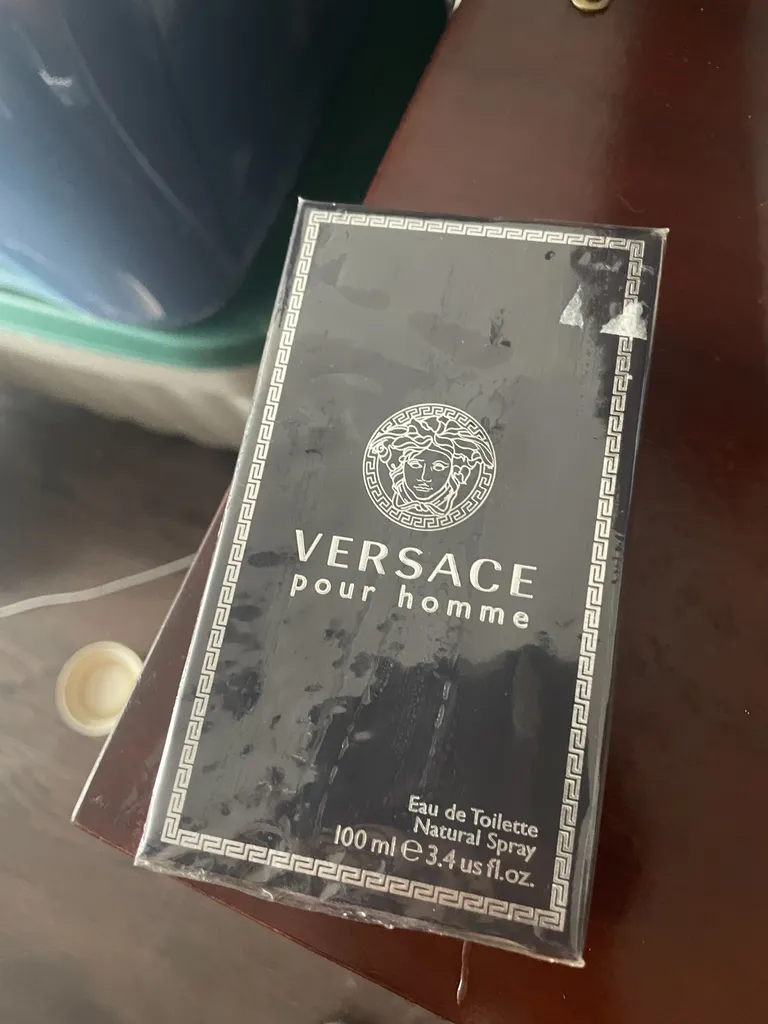 VERSACE
pour homme
Eau de Toilette
Natural Spray
100 ml ℮ 3.4 us fl.oz.